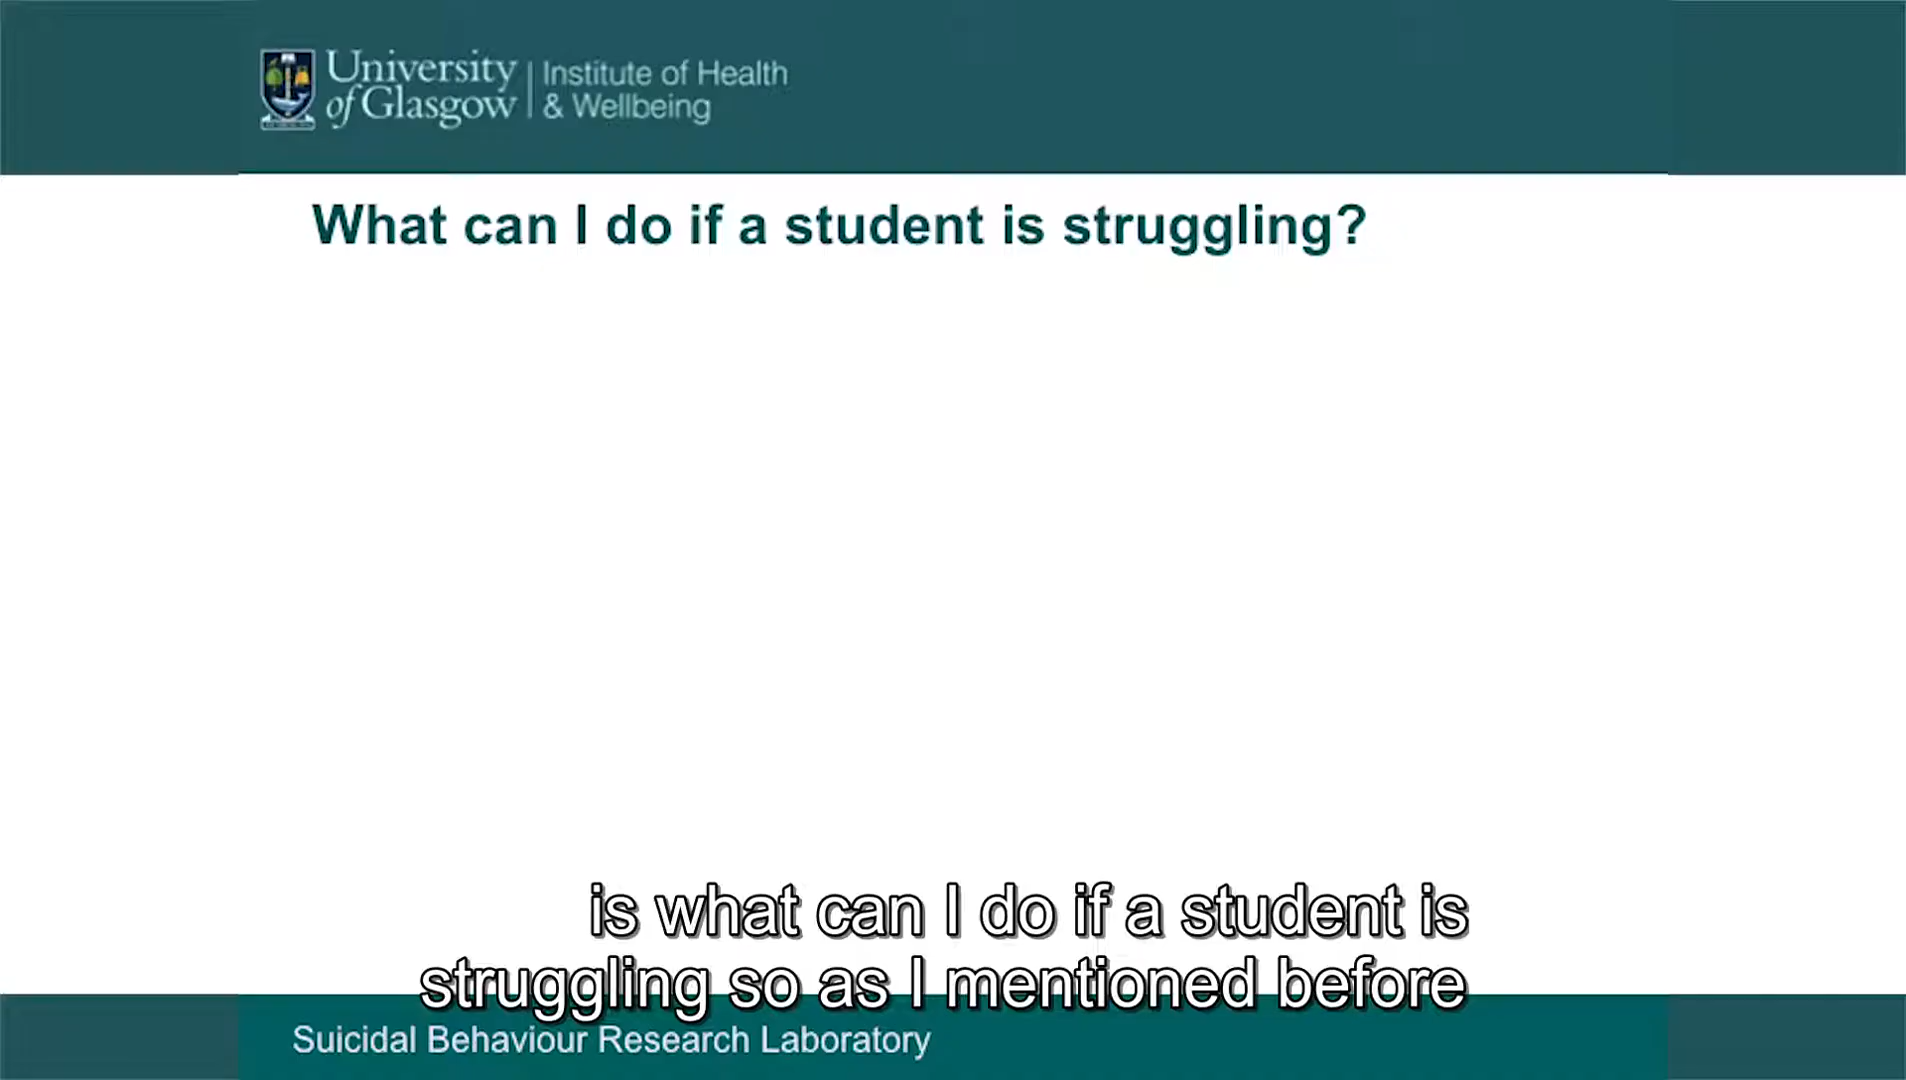 University
of Glasgow
Institute of Health
& Wellbeing
What can I do if a student is struggling?
is what can I do if a student is
struggling so as I mentioned before
Suicidal Behaviour Research Laboratory